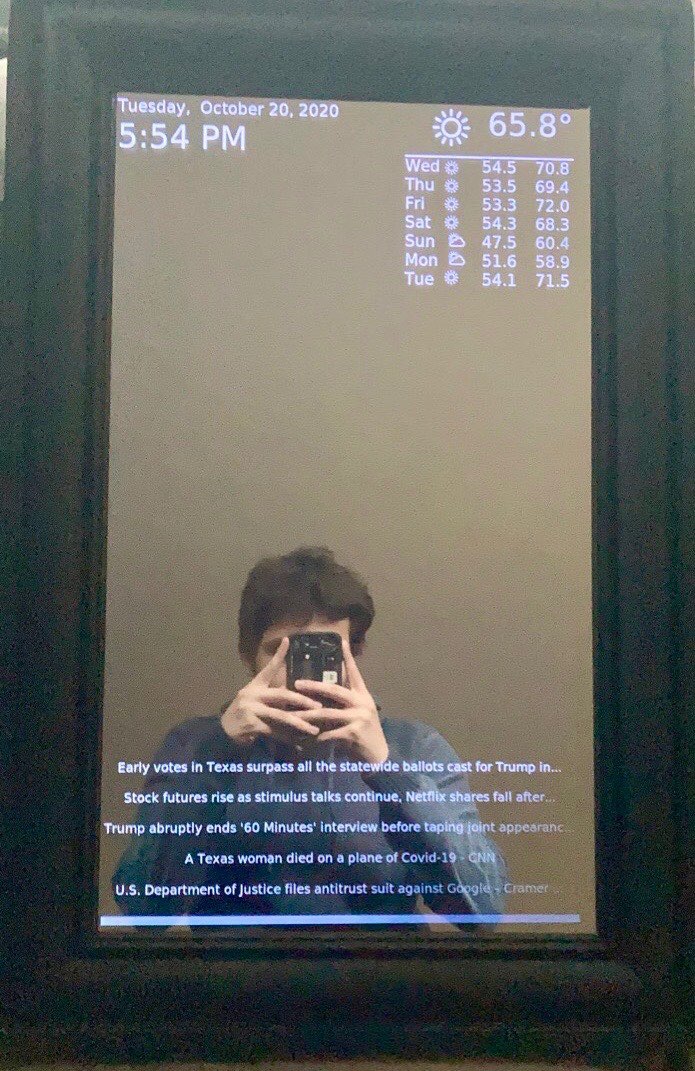 Tuesday, October 20, 2020
5:54 PM
65.8°
Wed 54.5 70.8
Thu 53.5 69.4
Fri 53.3 72.0
Sat 54.3 68.3
Sun 47.5 60.4
Mon 51.6 58.9
Tue 54.1 71.5
Early votes in Texas surpass all the statewide ballots cast for Trump in...
Stock futures rise as stimulus talks continue, Netflix shares fall after...
Trump abruptly ends '60 Minutes' interview before taping joint appearanc...
A Texas woman died on a plane of Covid-19 - CNN
U.S. Department of Justice files antitrust suit against Google - Cramer ...